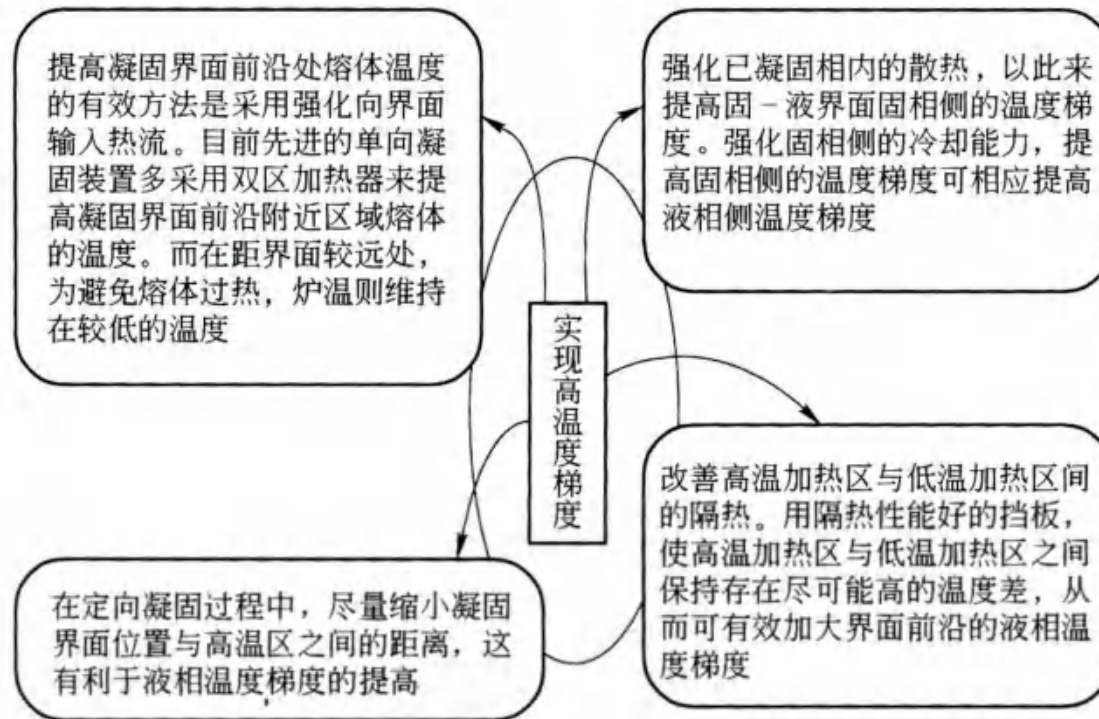 提高凝固界面前沿处熔体温度
的有效方法是采用强化向界面
输入热流。目前先进的单向凝
固装置多采用双区加热器来提
高凝固界面前沿附近区域熔体
的温度。而在距界面较远处，
为避免熔体过热，炉温则维持
在较低的温度
强化已凝固相内的散热，以此来
提高固－液界面固相侧的温度梯
度。强化固相侧的冷却能力，提
高固相侧的温度梯度可相应提高
液相侧温度梯度
实现高温度梯度
在定向凝固过程中，尽量缩小凝固
界面位置与高温区之间的距离，这
有利于液相温度梯度的提高
改善高温加热区与低温加热区间
的隔热。用隔热性能好的挡板，
使高温加热区与低温加热区之间
保持存在尽可能高的温度差，从
而可有效加大界面前沿的液相温
度梯度